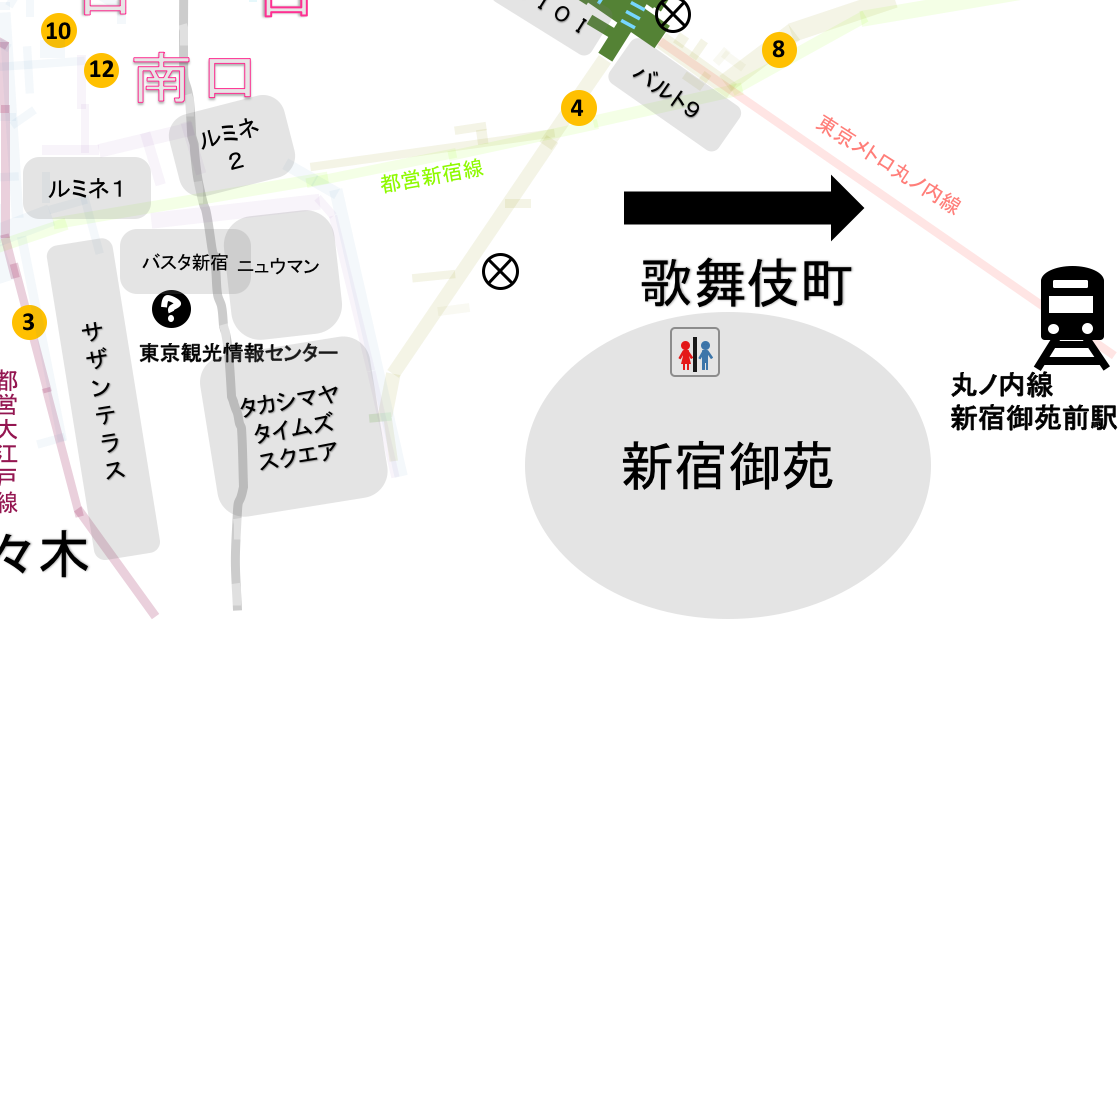 10
12
南口
8
4
３
ＩＯＩ
バルト９
ルミネ
２
ルミネ１
都営新宿線
東京メトロ丸ノ内線
バスタ新宿
ニュウマン
東京観光情報センター
サザンテラス
タカシマヤ
タイムズ
スクエア
都営大江戸線
々木
歌舞伎町
新宿御苑
丸ノ内線
新宿御苑前駅